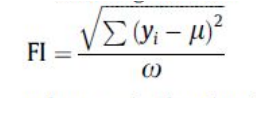 FI = √∑(yᵢ − μ)² / ω